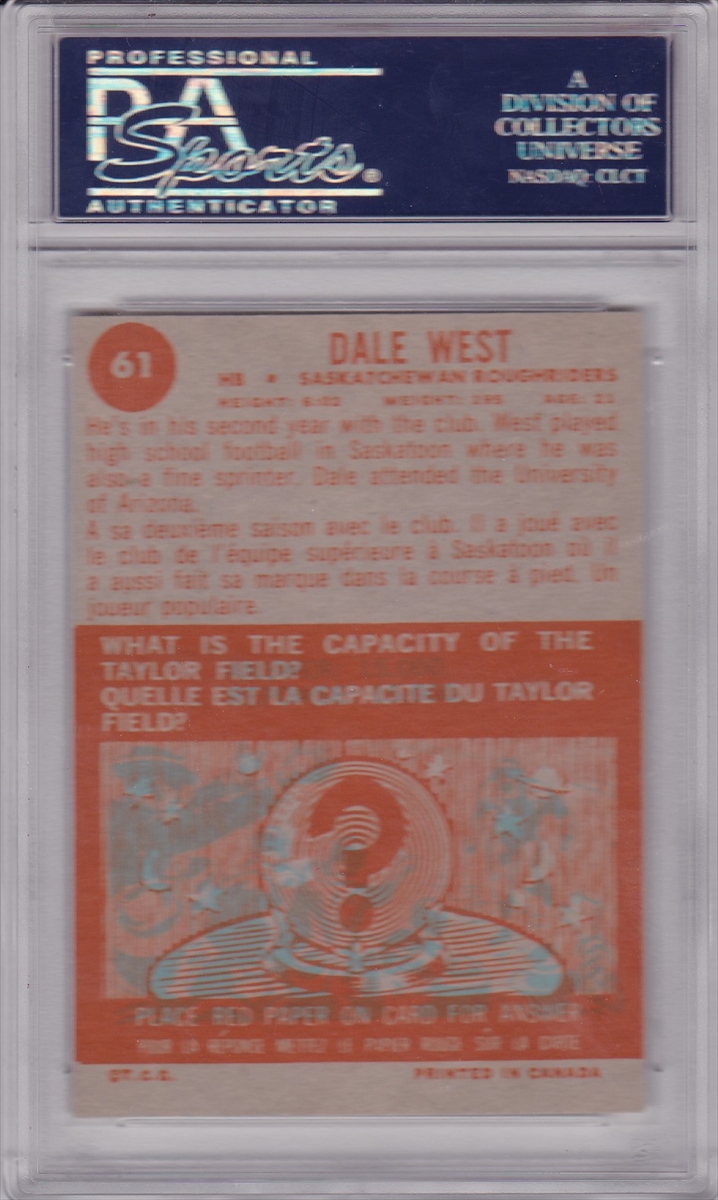 PROFESSIONAL
PSA
Sports®
AUTHENTICATOR
A
DIVISION OF
COLLECTORS
UNIVERSE
NASDAQ: CLCT
61
DALE WEST
HB ★ SASKATCHEWAN ROUGHRIDERS
HEIGHT: 6:02 WEIGHT: 195 AGE: 21
He's in his second year with the club. West played
high school football in Saskatoon where he was
also a fine sprinter. Dale attended the University
of Arizona.
A sa deuxième saison avec le club. Il a joué avec
le club de l'équipe supérieure à Saskatoon où il
a aussi fait sa marque dans la course à pied. Un
joueur populaire.
WHAT IS THE CAPACITY OF THE
TAYLOR FIELD?
QUELLE EST LA CAPACITE DU TAYLOR
FIELD?
?
PLACE RED PAPER ON CARD FOR ANSWER
POUR LA RÉPONSE METTEZ LE PAPIER ROUGE SUR LA CARTE
©T.C.G. PRINTED IN CANADA